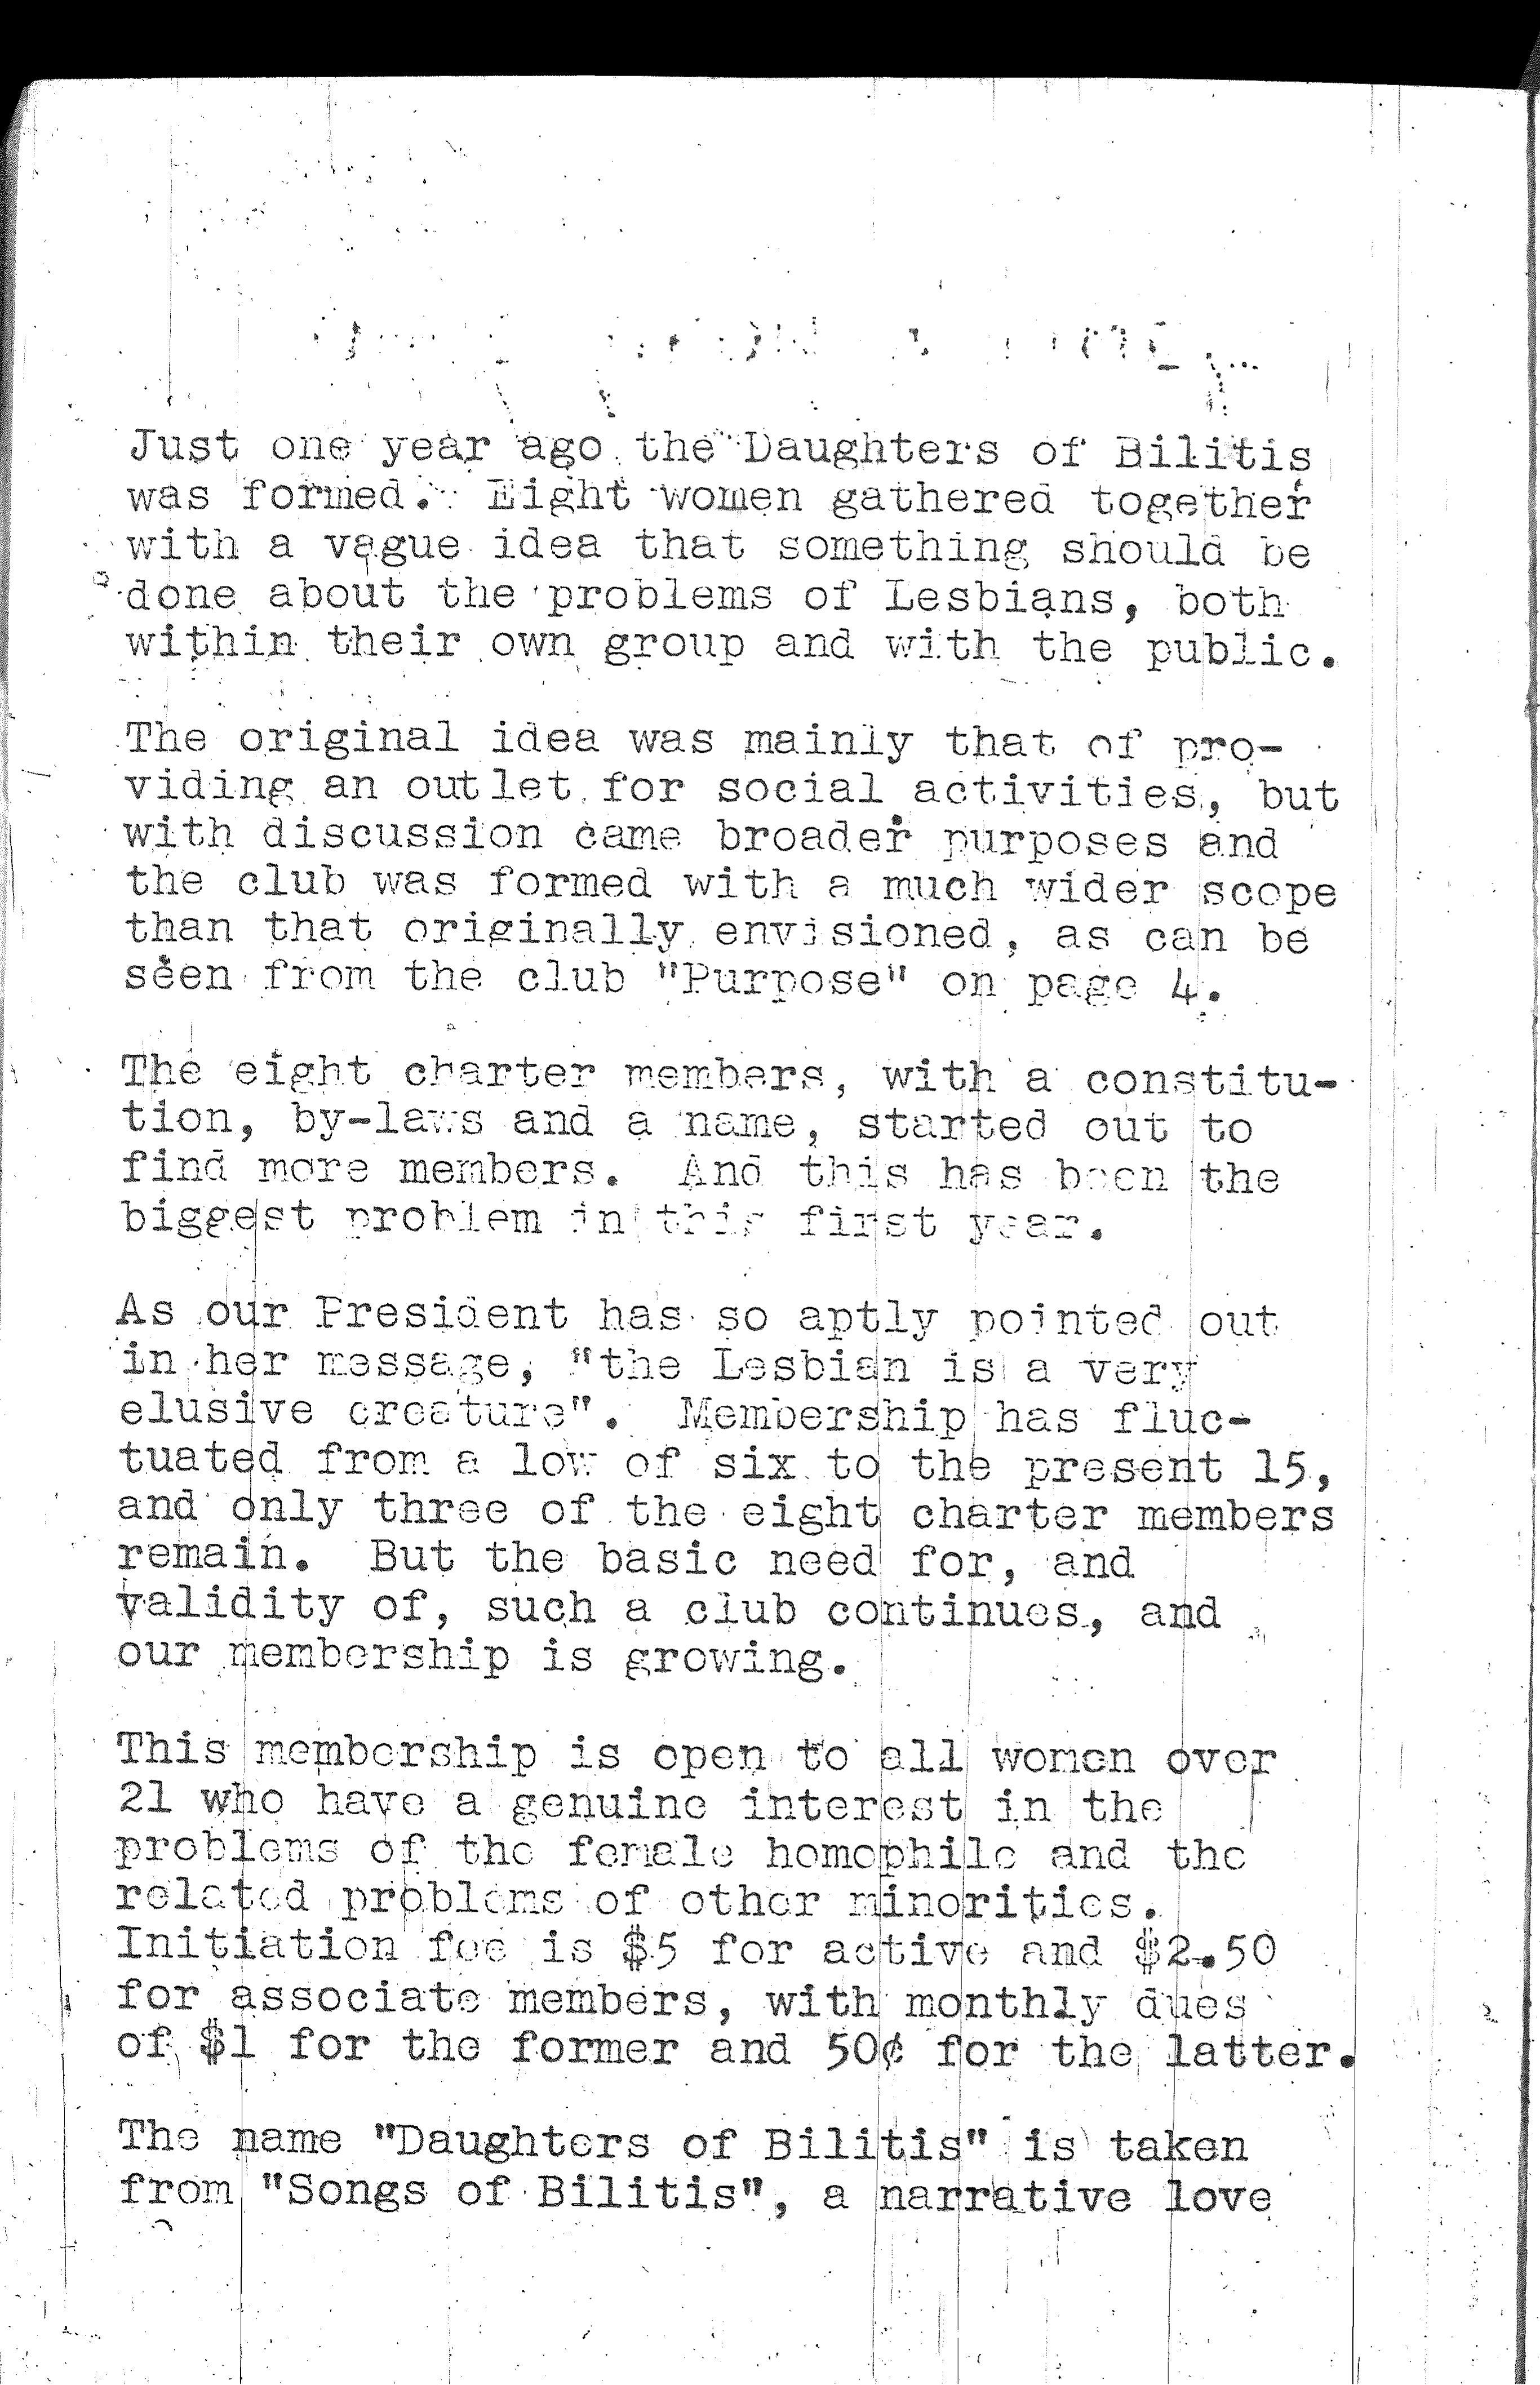 Just one year ago the Daughters of Bilitis
was formed. Eight women gathered together
with a vague idea that something should be
done about the problems of Lesbians, both
within their own group and with the public.
The original idea was mainly that of pro-
viding an outlet for social activities, but
with discussion came broader purposes and
the club was formed with a much wider scope
than that originally envisioned, as can be
seen from the club "Purpose" on page 4.
The eight charter members, with a constitu-
tion, by-laws and a name, started out to
find more members. And this has been the
biggest problem in this first year.
As our President has so aptly pointed out
in her message, "the Lesbian is a very
elusive creature". Membership has fluc-
tuated from a low of six to the present 15,
and only three of the eight charter members
remain. But the basic need for, and
validity of, such a club continues, and
our membership is growing.
This membership is open to all women over
21 who have a genuine interest in the
problems of the female homophile and the
related problems of other minorities.
Initiation fee is $5 for active and $2.50
for associate members, with monthly dues
of $1 for the former and 50¢ for the latter.
The name "Daughters of Bilitis" is taken
from "Songs of Bilitis", a narrative love